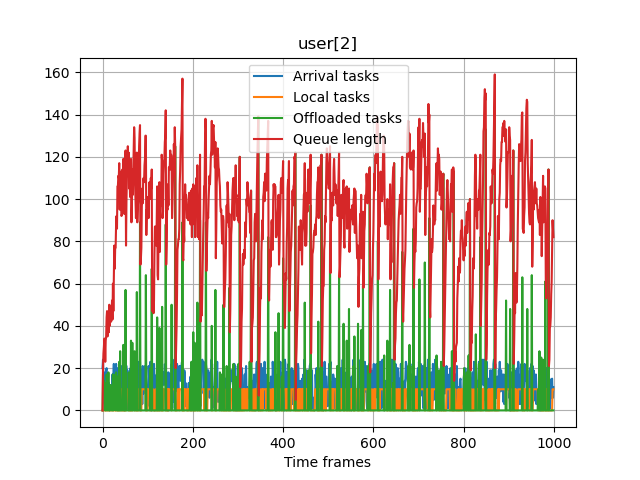 user[2]
Arrival tasks
Local tasks
Offloaded tasks
Queue length
160
140
120
100
80
60
40
20
0
0 200 400 600 800 1000
Time frames